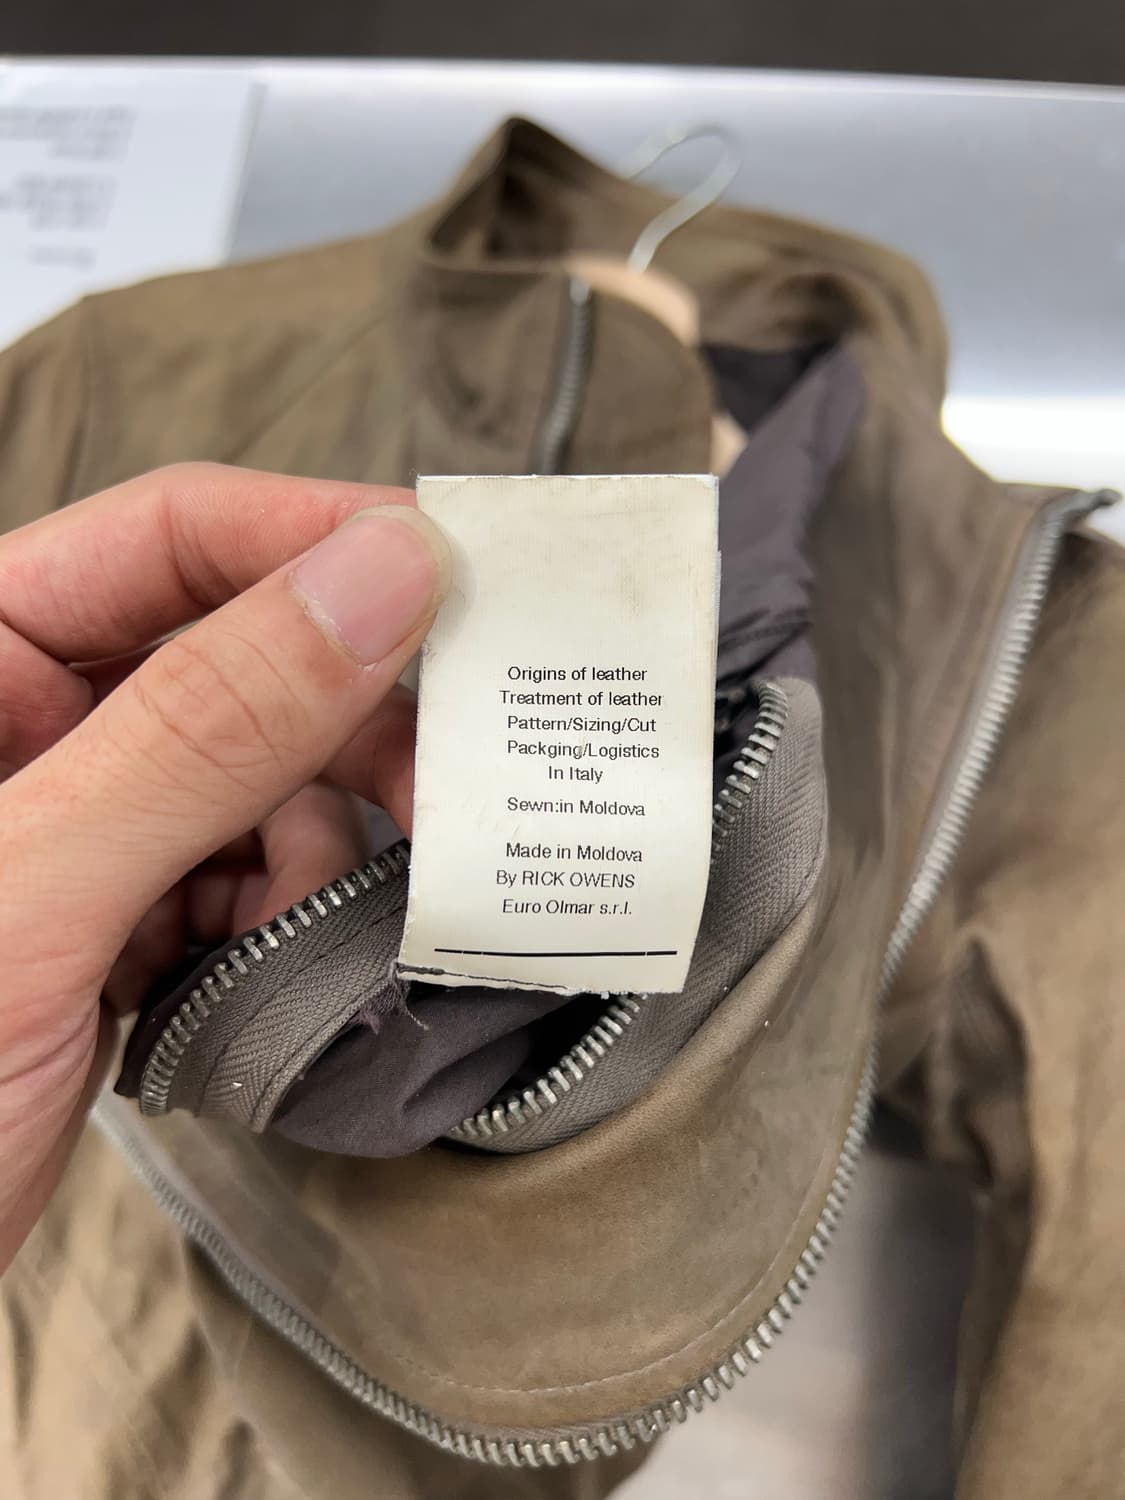 Origins of leather
Treatment of leather
Pattern/Sizing/Cut
Packging/Logistics
In Italy
Sewn:in Moldova
Made in Moldova
By RICK OWENS
Euro Olmar s.r.l.